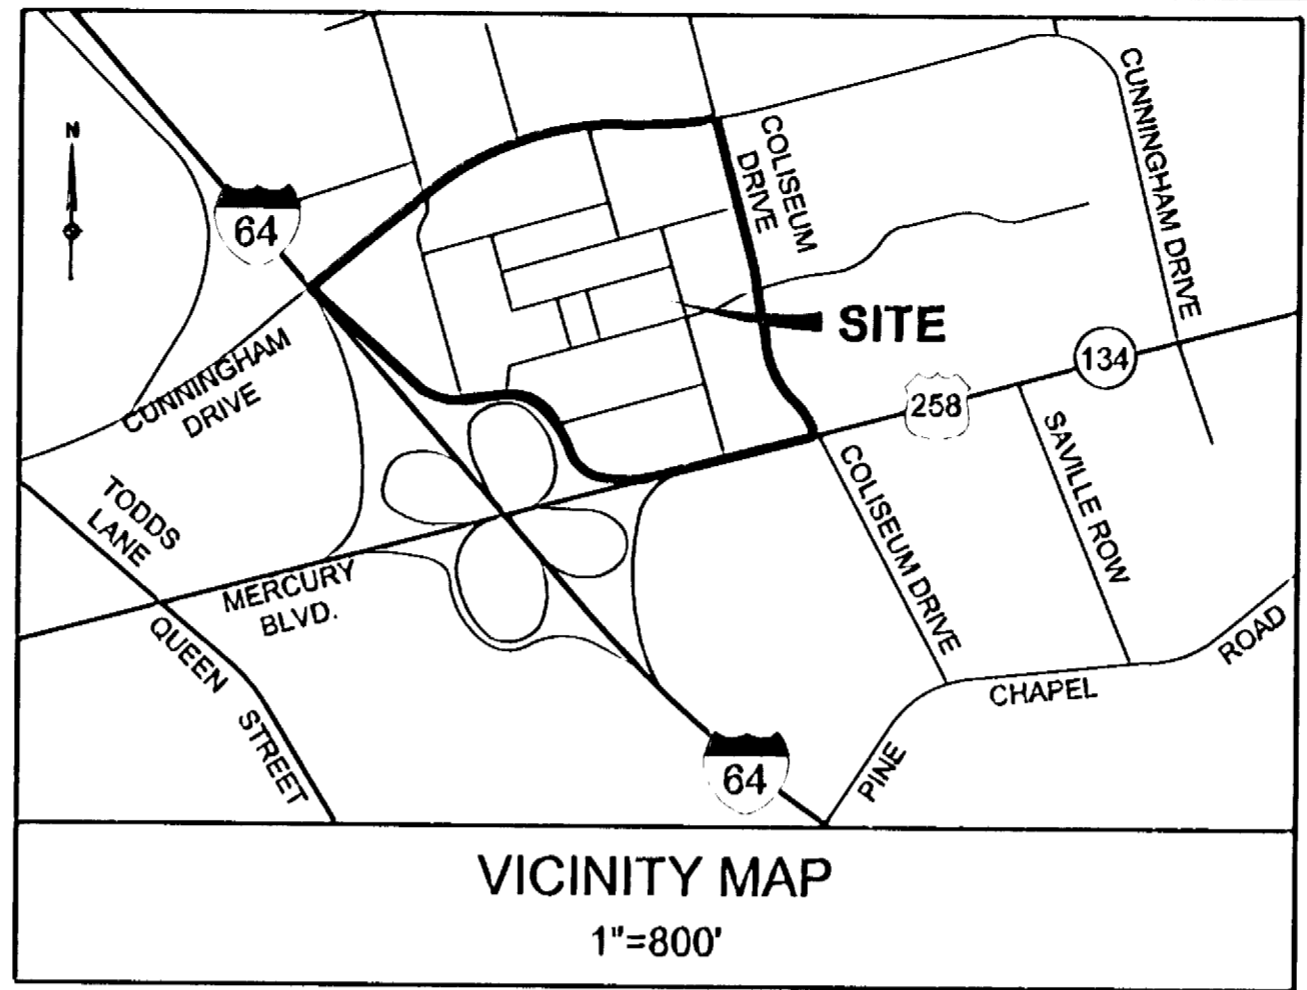 N
64
COLISEUM
DRIVE
CUNNINGHAM DRIVE
SITE
134
258
CUNNINGHAM
DRIVE
TODDS
LANE
MERCURY
BLVD.
QUEEN
STREET
COLISEUM DRIVE
SAVILLE ROW
64
PINE
CHAPEL
ROAD
VICINITY MAP
1"=800'